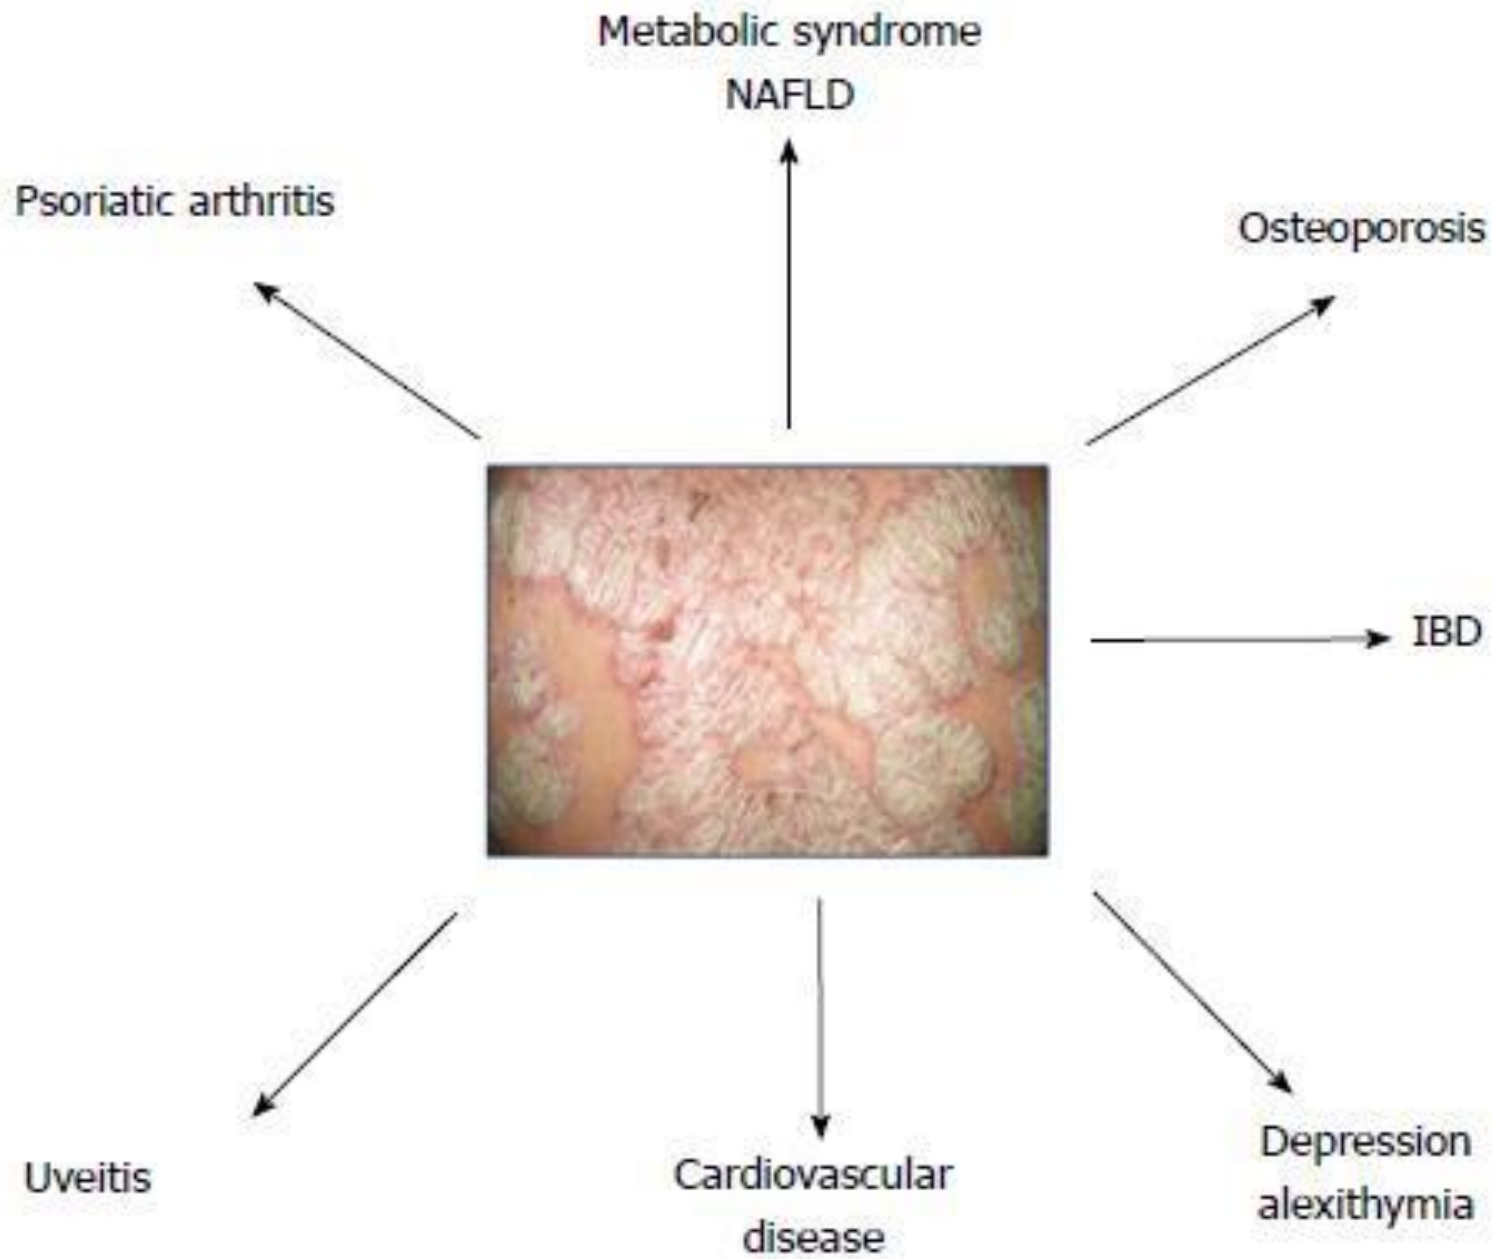 Metabolic syndrome
NAFLD
Psoriatic arthritis
Osteoporosis
IBD
Uveitis
Cardiovascular
disease
Depression
alexithymia